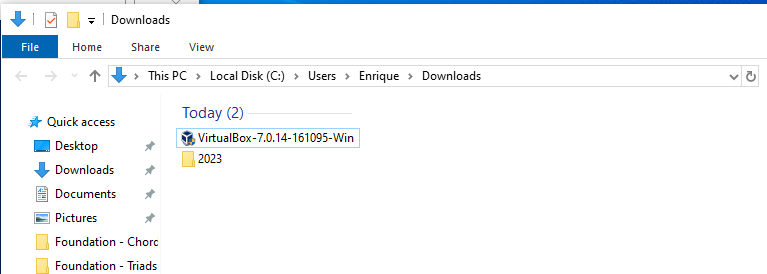 Downloads
File Home Share View
This PC Local Disk (C:) Users Enrique Downloads
Quick access
Desktop
Downloads
Documents
Pictures
Foundation - Chord
Foundation - Triads
Today (2)
VirtualBox-7.0.14-161095-Win
2023